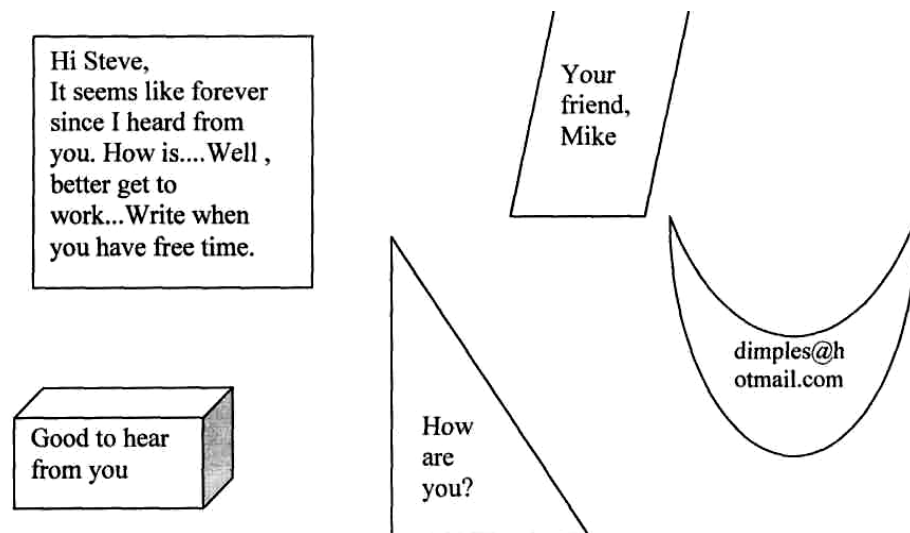 Hi Steve,
It seems like forever
since I heard from
you. How is....Well ,
better get to
work...Write when
you have free time.
Your
friend,
Mike
dimples@h
otmail.com
Good to hear
from you
How
are
you?